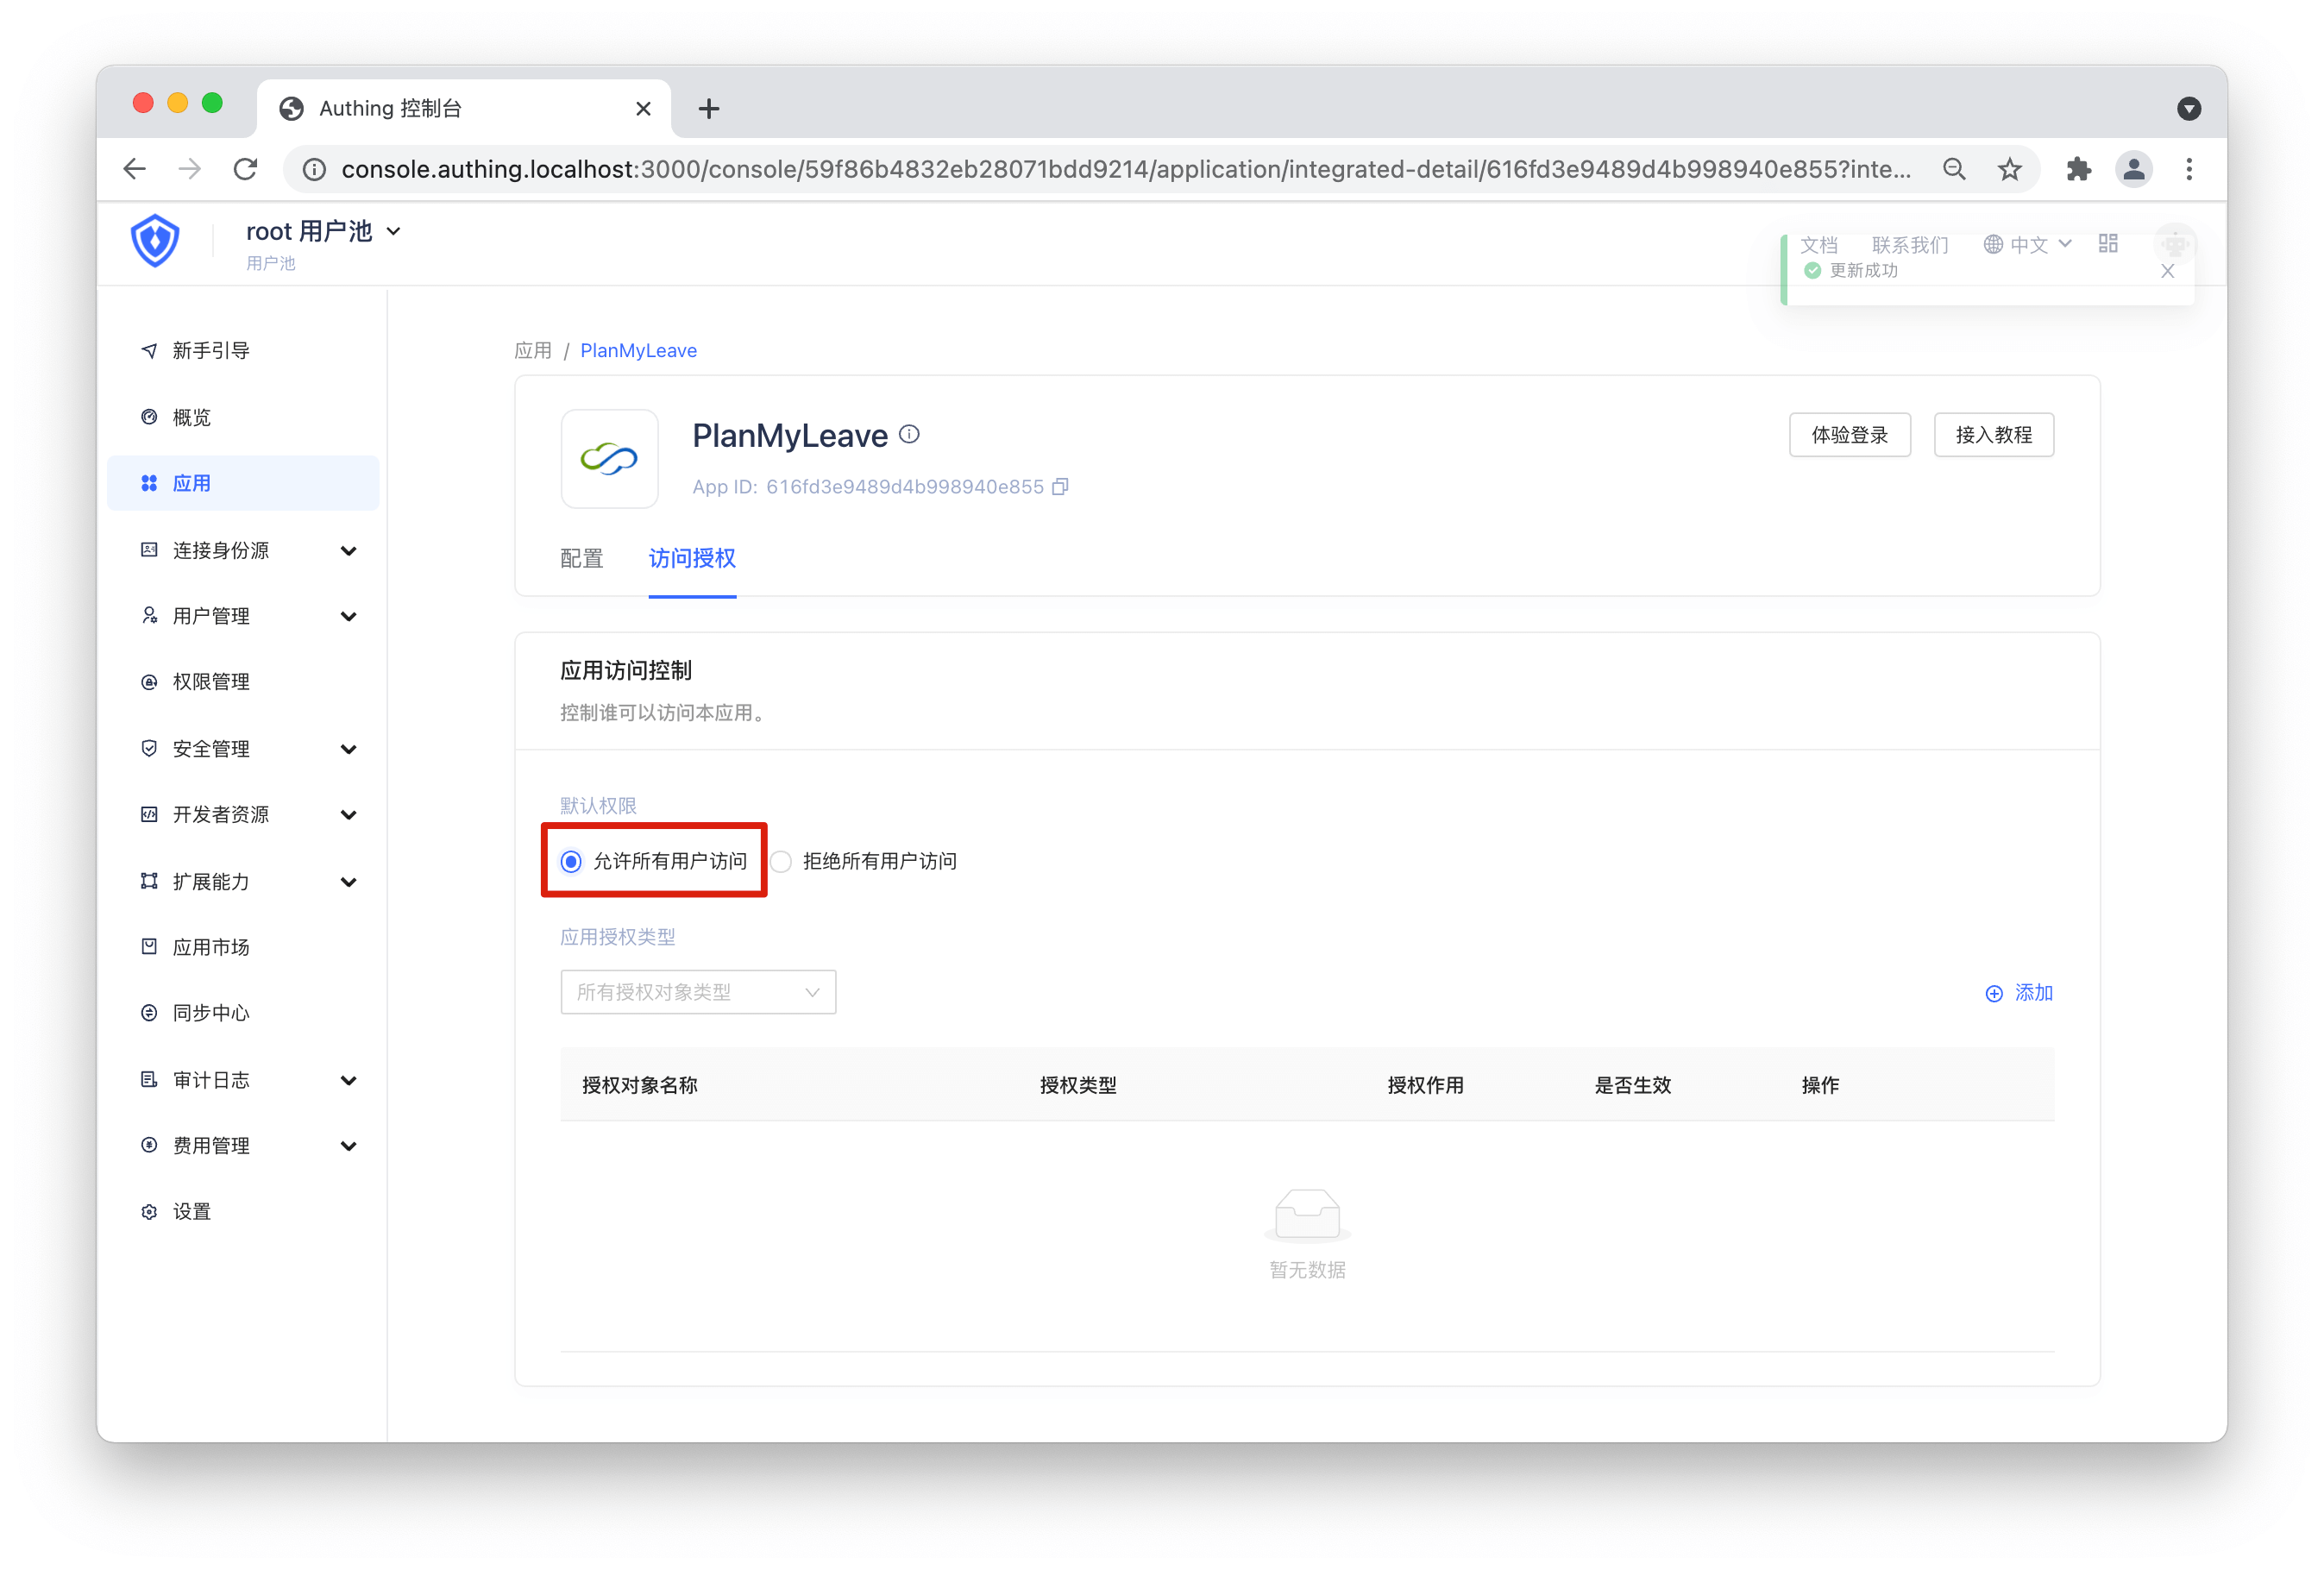 Authing 控制台
console.authing.localhost:3000/console/59f86b4832eb28071bdd9214/application/integrated-detail/616fd3e9489d4b998940e855?inte...
root 用户池
用户池
文档 联系我们 中文
更新成功
新手引导
概览
应用
连接身份源
用户管理
权限管理
安全管理
开发者资源
扩展能力
应用市场
同步中心
审计日志
费用管理
设置
应用 / PlanMyLeave
PlanMyLeave
App ID: 616fd3e9489d4b998940e855
体验登录 接入教程
配置 访问授权
应用访问控制
控制谁可以访问本应用。
默认权限
允许所有用户访问 拒绝所有用户访问
应用授权类型
所有授权对象类型
添加
授权对象名称 授权类型 授权作用 是否生效 操作
暂无数据